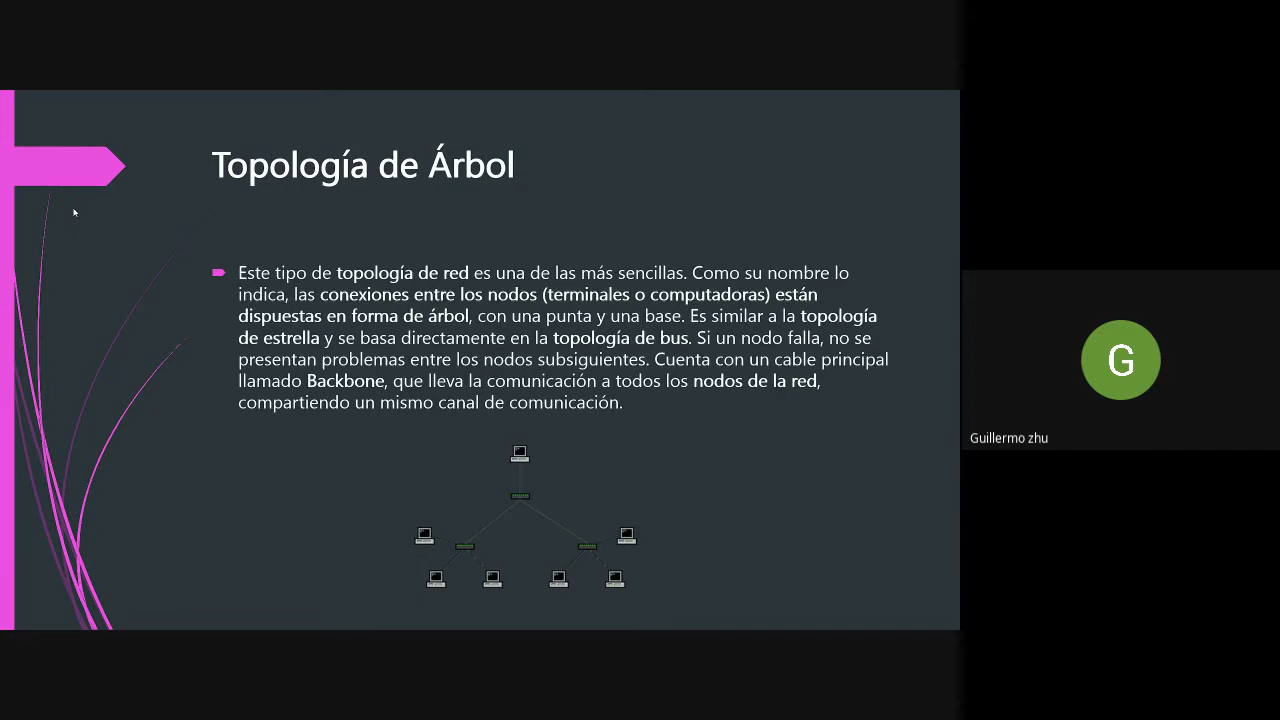 Topología de Árbol
Este tipo de topología de red es una de las más sencillas. Como su nombre lo
indica, las conexiones entre los nodos (terminales o computadoras) están
dispuestas en forma de árbol, con una punta y una base. Es similar a la topología
de estrella y se basa directamente en la topología de bus. Si un nodo falla, no se
presentan problemas entre los nodos subsiguientes. Cuenta con un cable principal
llamado Backbone, que lleva la comunicación a todos los nodos de la red,
compartiendo un mismo canal de comunicación.
G
Guillermo zhu